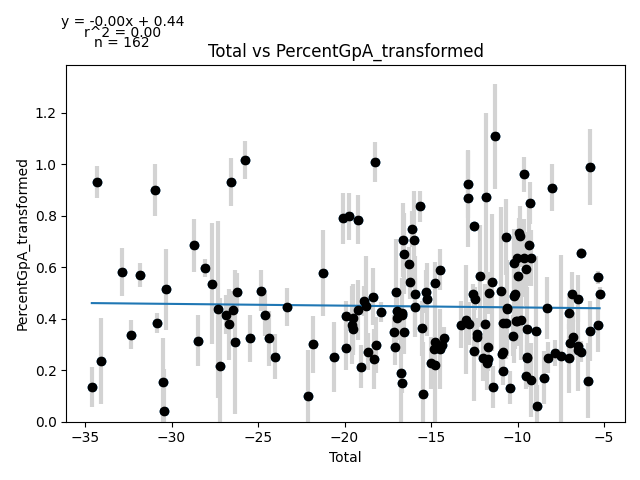 y = -0.00x + 0.44
r^2 = 0.00
n = 162
Total vs PercentGpA_transformed
PercentGpA_transformed
1.2
1.0
0.8
0.6
0.4
0.2
0.0
−35
−30
−25
−20
−15
−10
−5
Total